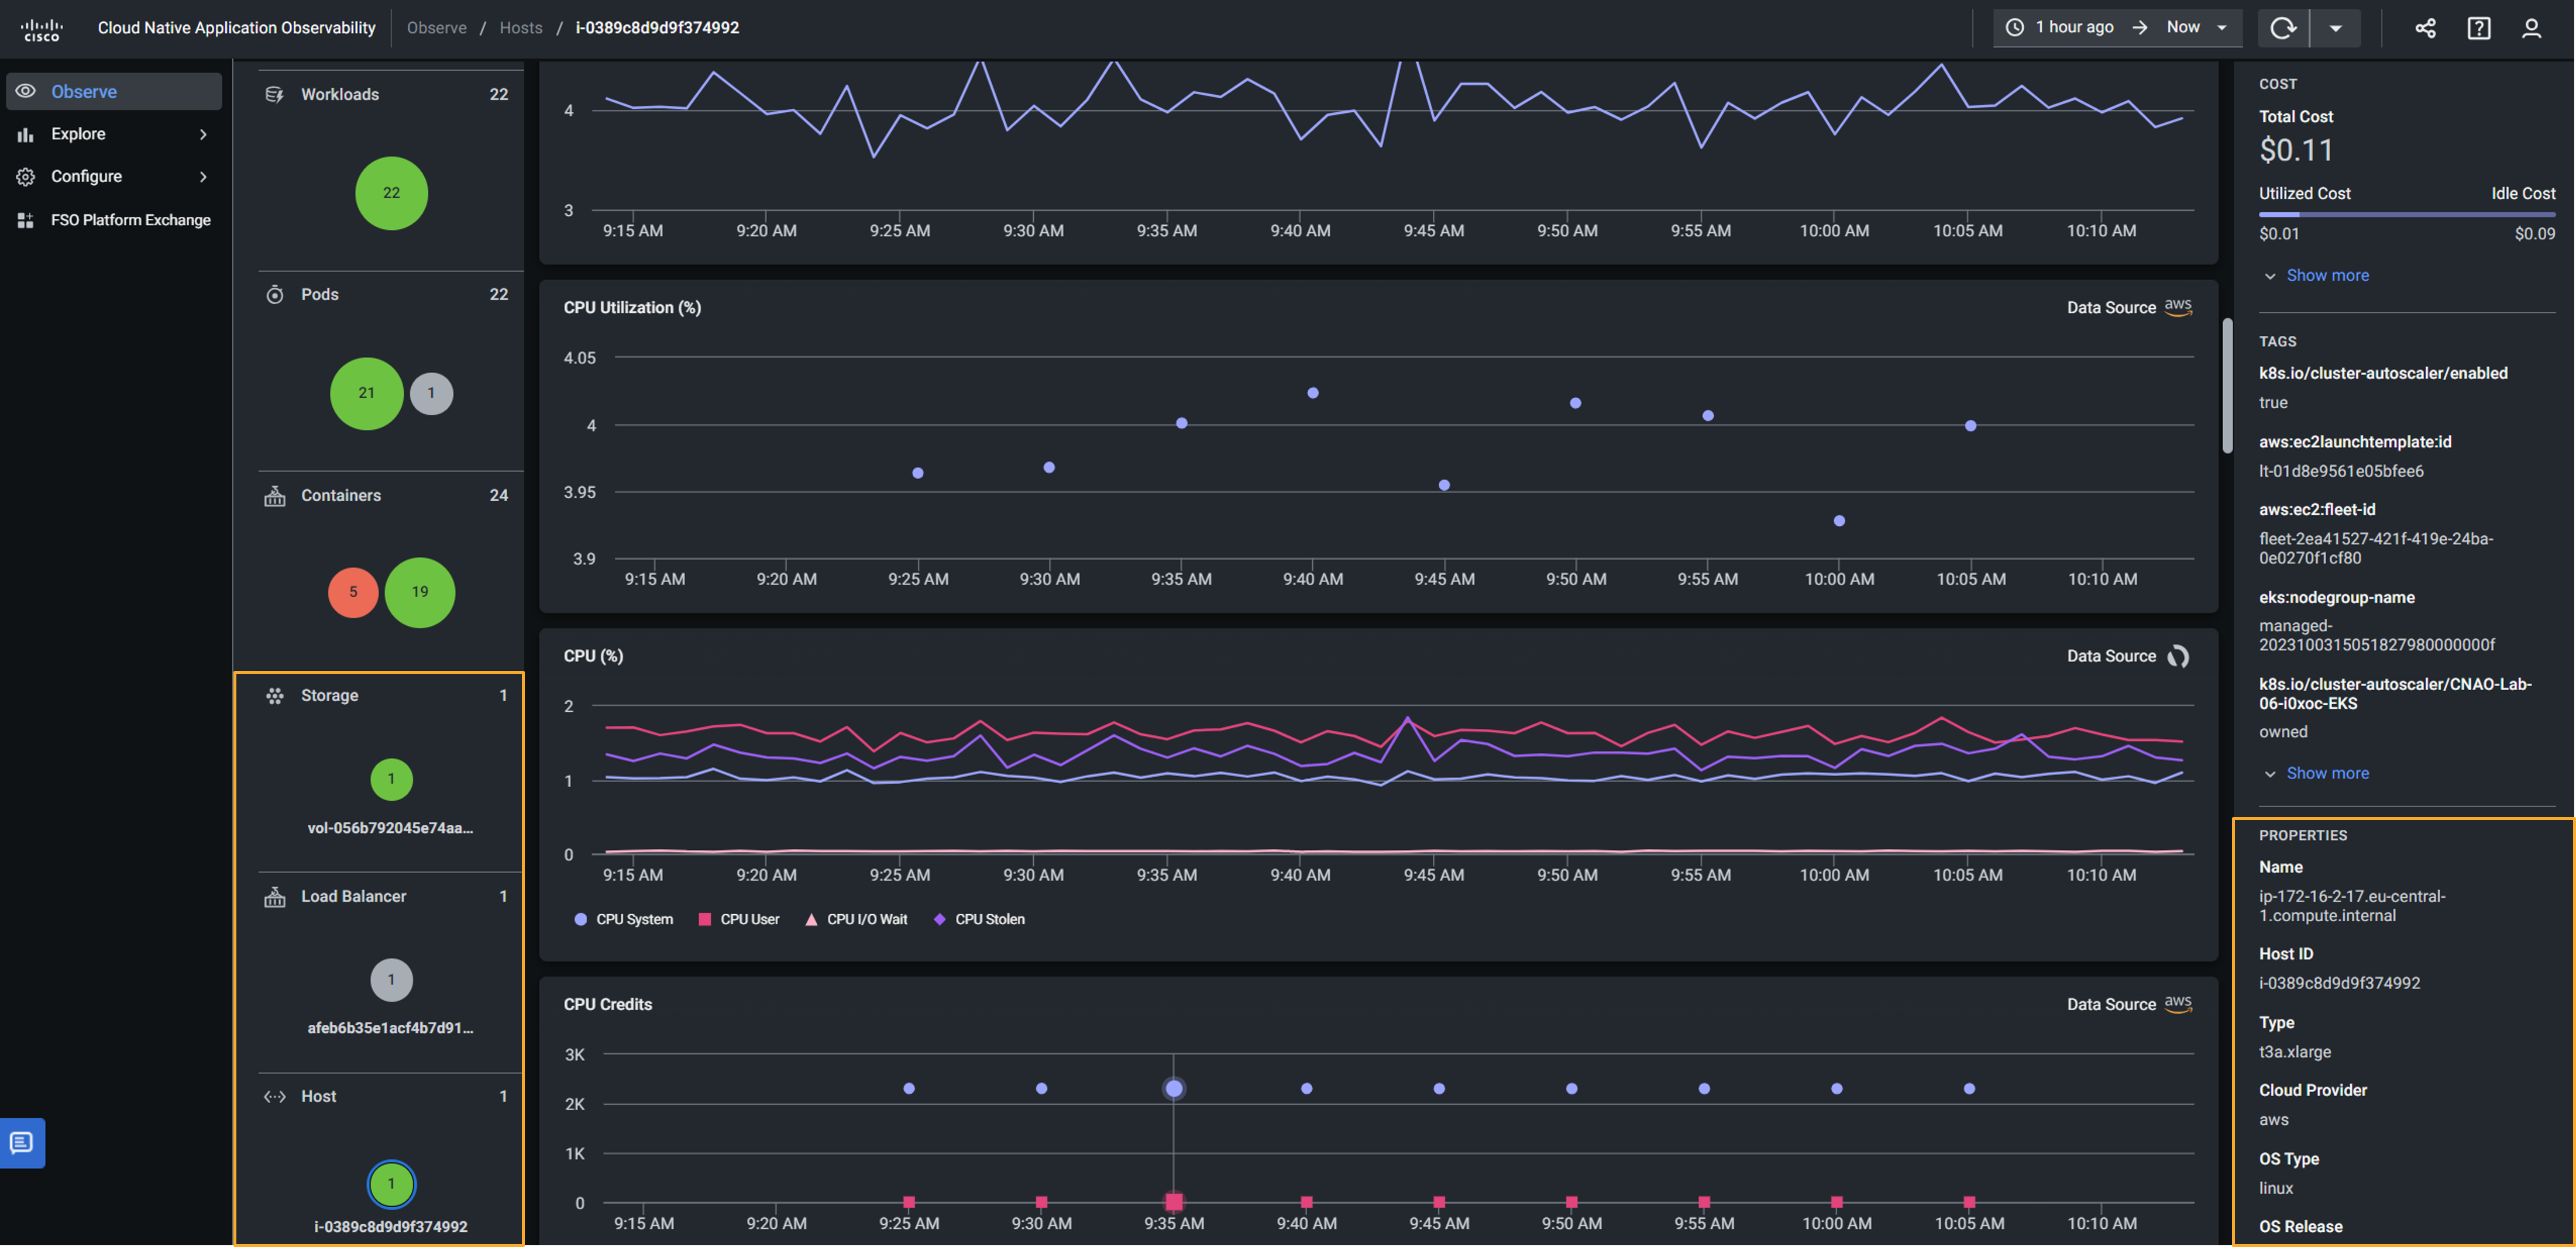 CISCO
Cloud Native Application Observability
Observe / Hosts / i-0389c8d9d9f374992
1 hour ago → Now
Observe
Explore
Configure
FSO Platform Exchange
Workloads 22
22
Pods 22
21 1
Containers 24
5 19
Storage 1
1
vol-056b792045e74aa...
Load Balancer 1
1
afeb6b35e1acf4b7d91...
Host 1
1
i-0389c8d9d9f374992
4
3
9:15 AM 9:20 AM 9:25 AM 9:30 AM 9:35 AM 9:40 AM 9:45 AM 9:50 AM 9:55 AM 10:00 AM 10:05 AM 10:10 AM
CPU Utilization (%)
Data Source aws
4.05
4
3.95
3.9
9:15 AM 9:20 AM 9:25 AM 9:30 AM 9:35 AM 9:40 AM 9:45 AM 9:50 AM 9:55 AM 10:00 AM 10:05 AM 10:10 AM
CPU (%)
Data Source
2
1
0
9:15 AM 9:20 AM 9:25 AM 9:30 AM 9:35 AM 9:40 AM 9:45 AM 9:50 AM 9:55 AM 10:00 AM 10:05 AM 10:10 AM
CPU System CPU User CPU I/O Wait CPU Stolen
CPU Credits
Data Source aws
3K
2K
1K
0
9:15 AM 9:20 AM 9:25 AM 9:30 AM 9:35 AM 9:40 AM 9:45 AM 9:50 AM 9:55 AM 10:00 AM 10:05 AM 10:10 AM
COST
Total Cost
$0.11
Utilized Cost Idle Cost
$0.01 $0.09
Show more
TAGS
k8s.io/cluster-autoscaler/enabled
true
aws:ec2launchtemplate:id
lt-01d8e9561e05bfee6
aws:ec2:fleet-id
fleet-2ea41527-421f-419e-24ba-
0e0270f1cf80
eks:nodegroup-name
managed-
20231003150518279800000000f
k8s.io/cluster-autoscaler/CNAO-Lab-
06-i0xoc-EKS
owned
Show more
PROPERTIES
Name
ip-172-16-2-17.eu-central-
1.compute.internal
Host ID
i-0389c8d9d9f374992
Type
t3a.xlarge
Cloud Provider
aws
OS Type
linux
OS Release